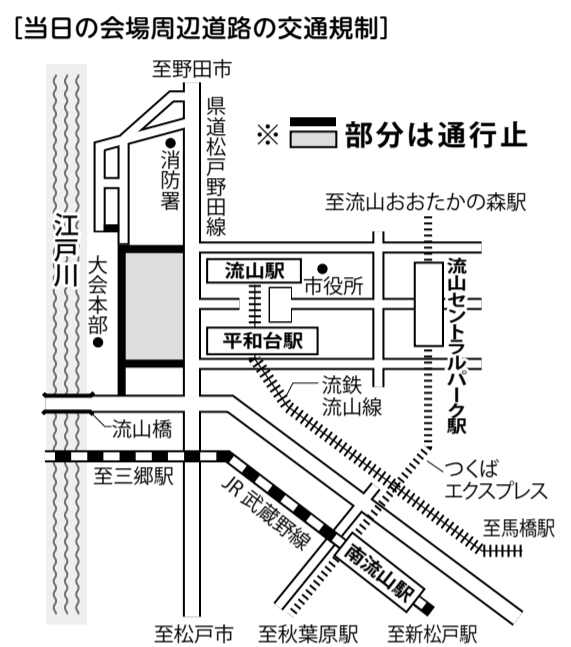 [当日の会場周辺道路の交通規制]
至野田市
県道松戸野田線
※
部分は通行止
消防署
至流山おおたかの森駅
江戸川
大会本部
流山駅
市役所
流山セントラルパーク駅
平和台駅
流鉄
流山線
流山橋
至三郷駅
つくば
エクスプレス
JR武蔵野線
至馬橋駅
南流山駅
至松戸市
至秋葉原駅
至新松戸駅